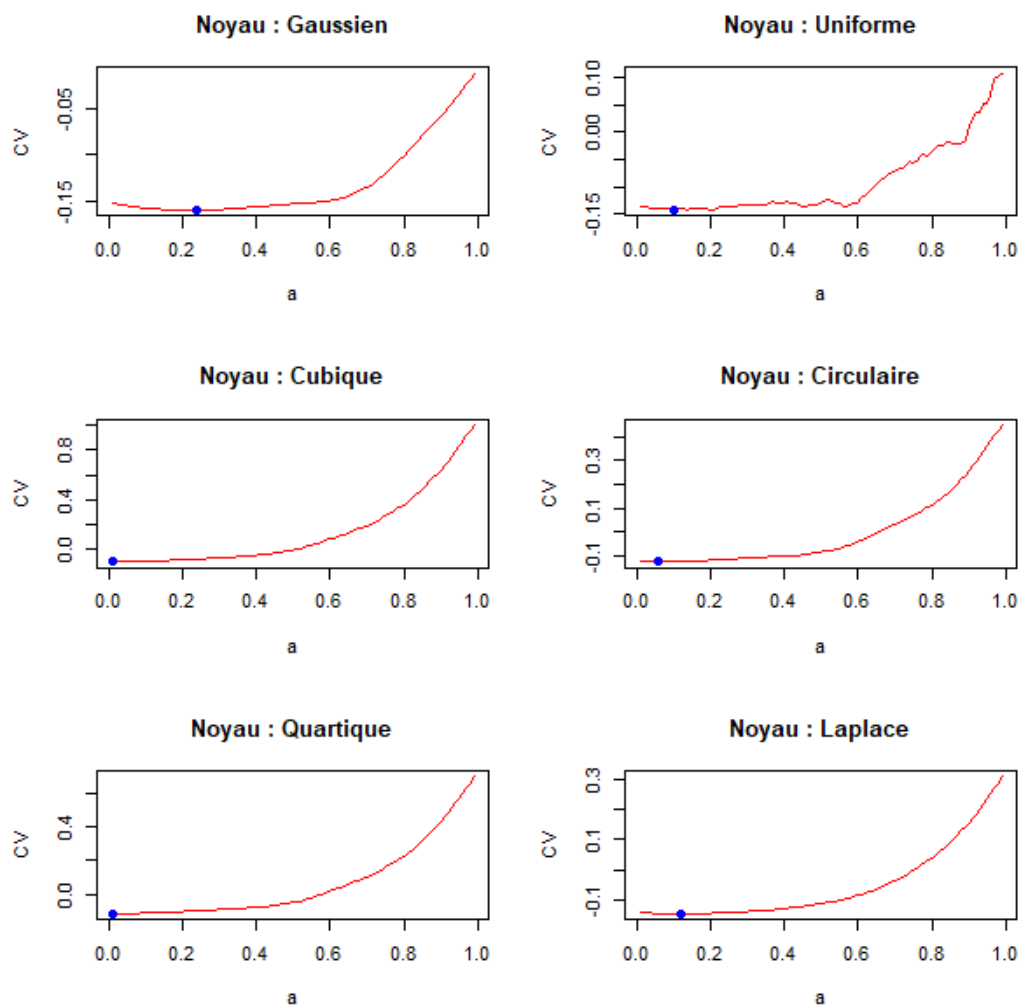 Noyau : Gaussien
CV
-0.15
-0.05
0.0 0.2 0.4 0.6 0.8 1.0
a
Noyau : Uniforme
CV
-0.15
0.00
0.10
0.0 0.2 0.4 0.6 0.8 1.0
a
Noyau : Cubique
CV
0.0
0.4
0.8
0.0 0.2 0.4 0.6 0.8 1.0
a
Noyau : Circulaire
CV
-0.1
0.1
0.3
0.0 0.2 0.4 0.6 0.8 1.0
a
Noyau : Quartique
CV
0.0
0.4
0.0 0.2 0.4 0.6 0.8 1.0
a
Noyau : Laplace
CV
-0.1
0.1
0.3
0.0 0.2 0.4 0.6 0.8 1.0
a